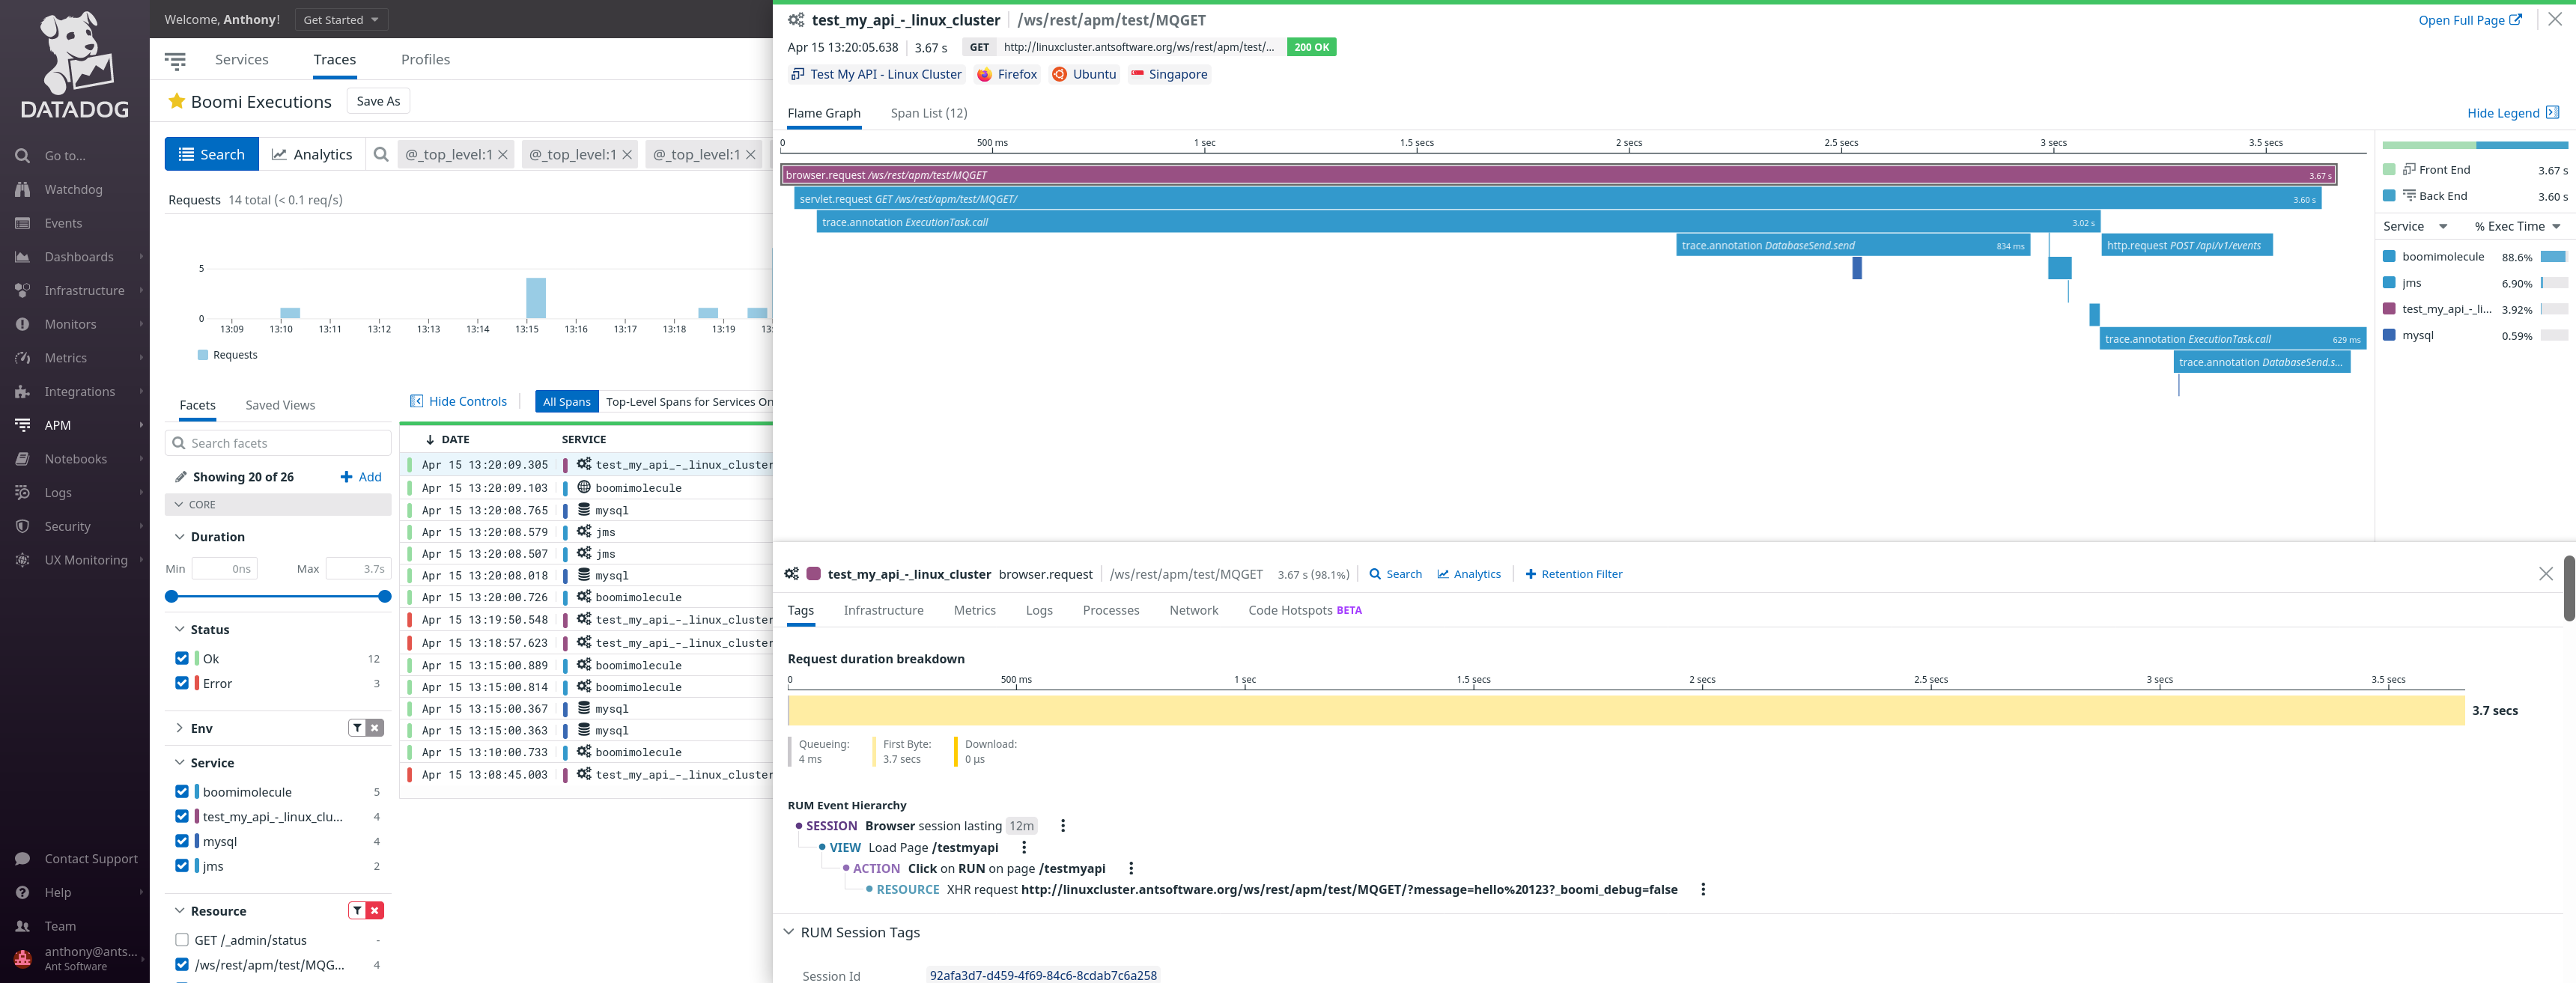 DATADOG
Go to...
Watchdog
Events
Dashboards
Infrastructure
Monitors
Metrics
Integrations
APM
Notebooks
Logs
Security
UX Monitoring
Contact Support
Help
Team
anthony@ants...
Ant Software
Welcome, Anthony!
Get Started
Services
Traces
Profiles
Boomi Executions
Save As
Search
Analytics
@_top_level:1
@_top_level:1
@_top_level:1
Requests 14 total (< 0.1 req/s)
5
0
13:09 13:10 13:11 13:12 13:13 13:14 13:15 13:16 13:17 13:18 13:19 13:
Requests
Facets
Saved Views
Search facets
Showing 20 of 26
Add
CORE
Duration
Min 0ns Max 3.7s
Status
Ok 12
Error 3
Env
Service
boomimolecule 5
test_my_api_-_linux_clu... 4
mysql 4
jms 2
Resource
GET /_admin/status -
/ws/rest/apm/test/MQG... 4
Hide Controls
All Spans
Top-Level Spans for Services On
DATE SERVICE
Apr 15 13:20:09.305 test_my_api_-_linux_cluster
Apr 15 13:20:09.103 boomimolecule
Apr 15 13:20:08.765 mysql
Apr 15 13:20:08.579 jms
Apr 15 13:20:08.507 jms
Apr 15 13:20:08.018 mysql
Apr 15 13:20:00.726 boomimolecule
Apr 15 13:19:50.548 test_my_api_-_linux_cluster
Apr 15 13:18:57.623 test_my_api_-_linux_cluster
Apr 15 13:15:00.889 boomimolecule
Apr 15 13:15:00.814 boomimolecule
Apr 15 13:15:00.367 mysql
Apr 15 13:15:00.363 mysql
Apr 15 13:10:00.733 boomimolecule
Apr 15 13:08:45.003 test_my_api_-_linux_cluster
test_my_api_-_linux_cluster /ws/rest/apm/test/MQGET
Open Full Page
Apr 15 13:20:05.638 3.67 s GET http://linuxcluster.antsoftware.org/ws/rest/apm/test/... 200 OK
Test My API - Linux Cluster Firefox Ubuntu Singapore
Flame Graph
Span List (12)
Hide Legend
0 500 ms 1 sec 1.5 secs 2 secs 2.5 secs 3 secs 3.5 secs
browser.request /ws/rest/apm/test/MQGET 3.67 s
servlet.request GET /ws/rest/apm/test/MQGET/ 3.60 s
trace.annotation ExecutionTask.call 3.02 s
trace.annotation DatabaseSend.send 834 ms
http.request POST /api/v1/events
trace.annotation ExecutionTask.call 629 ms
trace.annotation DatabaseSend.s...
Front End 3.67 s
Back End 3.60 s
Service % Exec Time
boomimolecule 88.6%
jms 6.90%
test_my_api_-_li... 3.92%
mysql 0.59%
test_my_api_-_linux_cluster browser.request /ws/rest/apm/test/MQGET 3.67 s (98.1%) Search Analytics Retention Filter
Tags Infrastructure Metrics Logs Processes Network Code Hotspots BETA
Request duration breakdown
0 500 ms 1 sec 1.5 secs 2 secs 2.5 secs 3 secs 3.5 secs
3.7 secs
Queueing: First Byte: Download:
4 ms 3.7 secs 0 µs
RUM Event Hierarchy
SESSION Browser session lasting 12m
VIEW Load Page /testmyapi
ACTION Click on RUN on page /testmyapi
RESOURCE XHR request http://linuxcluster.antsoftware.org/ws/rest/apm/test/MQGET/?message=hello%20123?_boomi_debug=false
RUM Session Tags
Session Id 92afa3d7-d459-4f69-84c6-8cdab7c6a258